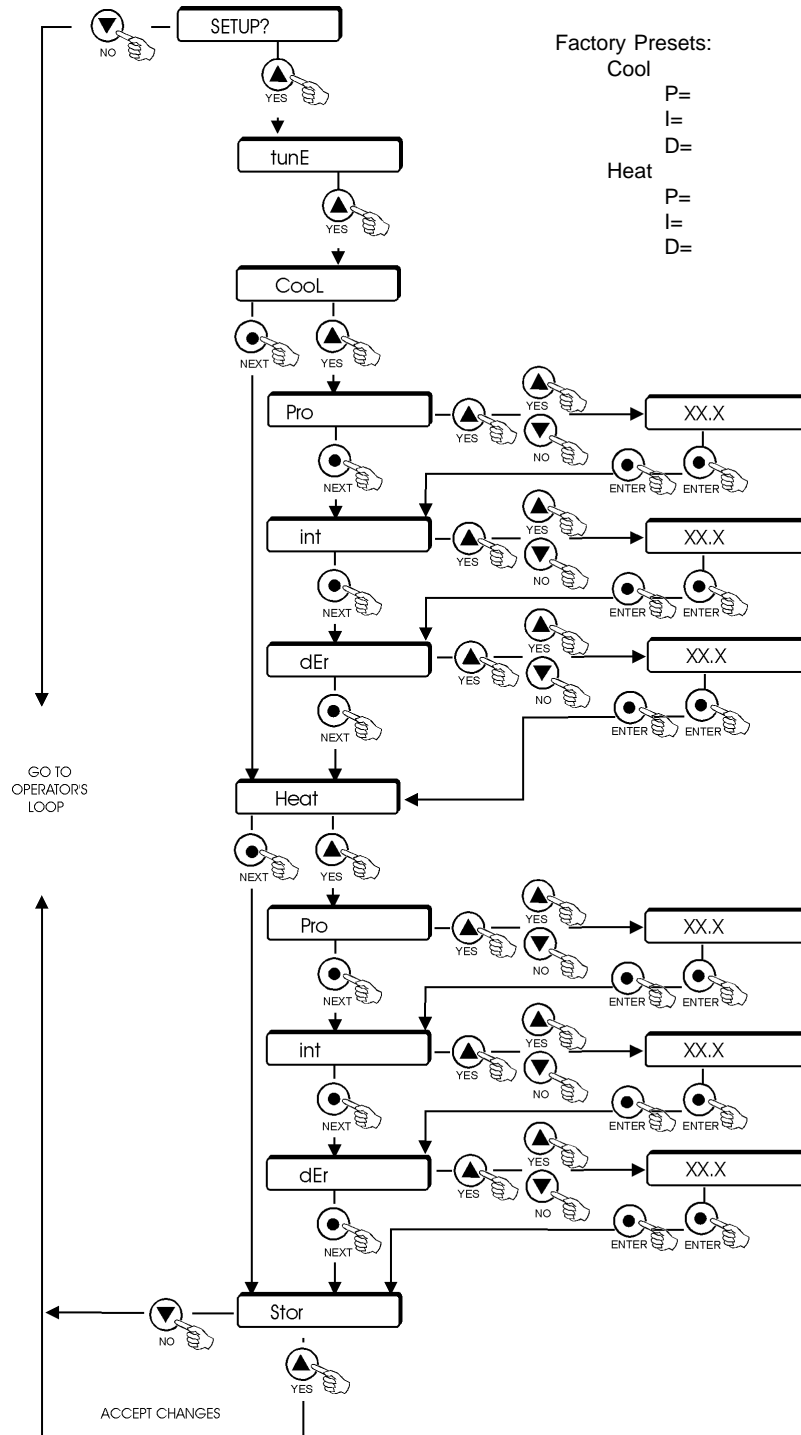 SETUP?
NO
YES
Factory Presets:
Cool
P=
I=
D=
Heat
P=
I=
D=
tunE
YES
CooL
NEXT
YES
Pro
YES
YES
NO
XX.X
NEXT
ENTER
ENTER
int
YES
YES
NO
XX.X
NEXT
ENTER
ENTER
dEr
YES
YES
NO
XX.X
NEXT
ENTER
ENTER
GO TO
OPERATOR'S
LOOP
Heat
NEXT
YES
Pro
YES
YES
NO
XX.X
NEXT
ENTER
ENTER
int
YES
YES
NO
XX.X
NEXT
ENTER
ENTER
dEr
YES
YES
NO
XX.X
NEXT
ENTER
ENTER
Stor
NO
YES
ACCEPT CHANGES